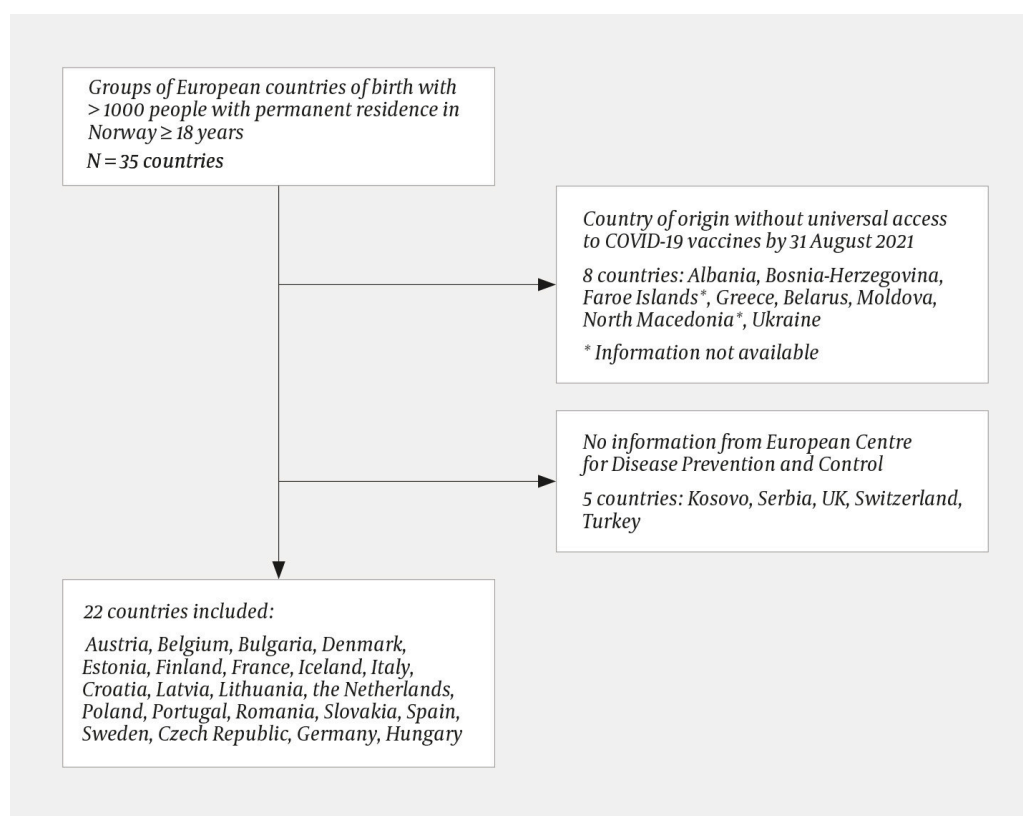 Groups of European countries of birth with
> 1000 people with permanent residence in
Norway ≥ 18 years
N = 35 countries
Country of origin without universal access
to COVID-19 vaccines by 31 August 2021
8 countries: Albania, Bosnia-Herzegovina,
Faroe Islands*, Greece, Belarus, Moldova,
North Macedonia*, Ukraine
* Information not available
No information from European Centre
for Disease Prevention and Control
5 countries: Kosovo, Serbia, UK, Switzerland,
Turkey
22 countries included:
Austria, Belgium, Bulgaria, Denmark,
Estonia, Finland, France, Iceland, Italy,
Croatia, Latvia, Lithuania, the Netherlands,
Poland, Portugal, Romania, Slovakia, Spain,
Sweden, Czech Republic, Germany, Hungary